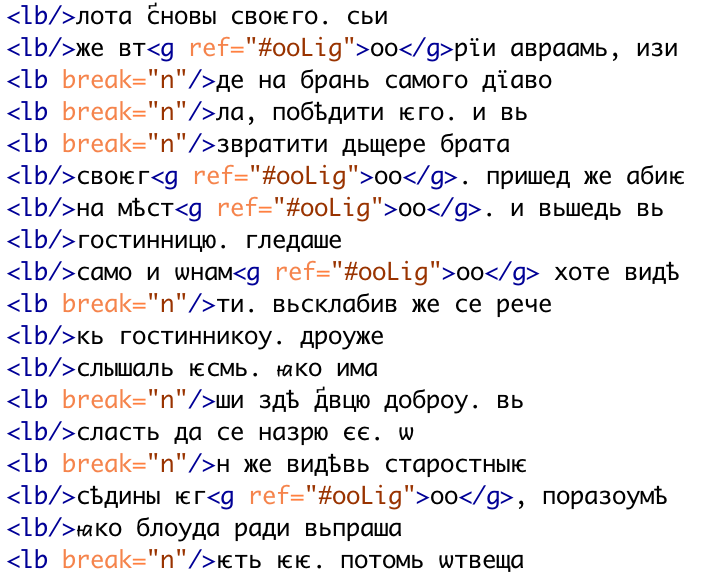 <lb/>лота с҃новы своѥго. сьи
<lb/>же вт<g ref="#ooLig">оо</g>рїи авраамь, изи
<lb break="n"/>де на брань самого дїаво
<lb break="n"/>ла, побѣдити ѥго. и вь
<lb break="n"/>звратити дьщере брата
<lb/>своѥг<g ref="#ooLig">оо</g>. пришед же абиѥ
<lb/>на мѣст<g ref="#ooLig">оо</g>. и вьшедь вь
<lb/>гостинницю. гледаше
<lb/>само и ѡнам<g ref="#ooLig">оо</g> хоте видѣ
<lb break="n"/>ти. вьсклабив же се рече
<lb/>кь гостинникоу. дроуже
<lb/>слышаль ѥсмь. ꙗко има
<lb break="n"/>ши здѣ д҃вцю доброу. вь
<lb/>сласть да се назрю єє. ѡ
<lb break="n"/>н же видѣвь старостныѥ
<lb/>сѣдины ѥг<g ref="#ooLig">оо</g>, поразоумѣ
<lb/>ꙗко блоуда ради вьпраша
<lb break="n"/>ѥть ѥѥ. потомь ѡтвеща